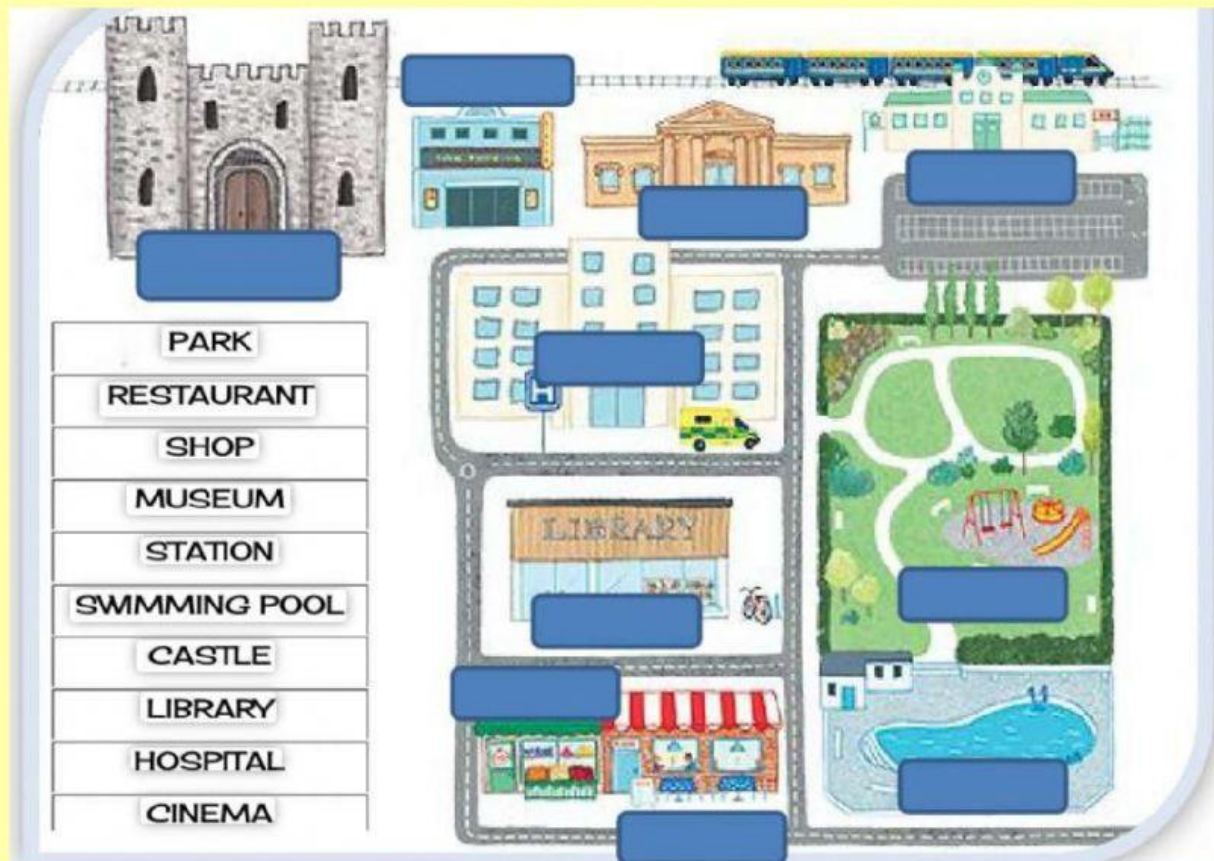 PARK
RESTAURANT
SHOP
MUSEUM
STATION
SWIMMING POOL
CASTLE
LIBRARY
HOSPITAL
CINEMA
H
LIBRARY